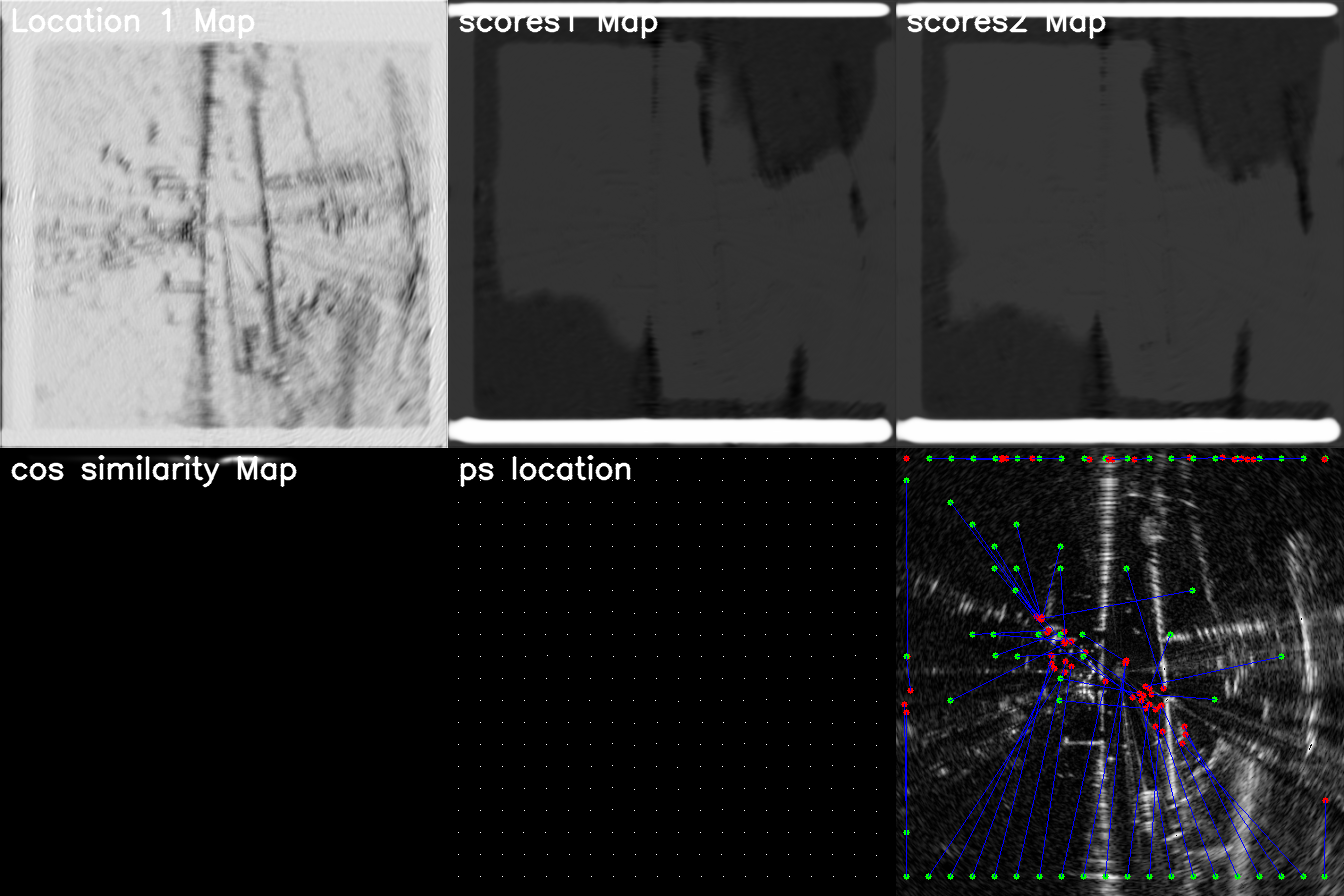 Location 1 Map
scores1 Map
scores2 Map
cos similarity Map
ps location